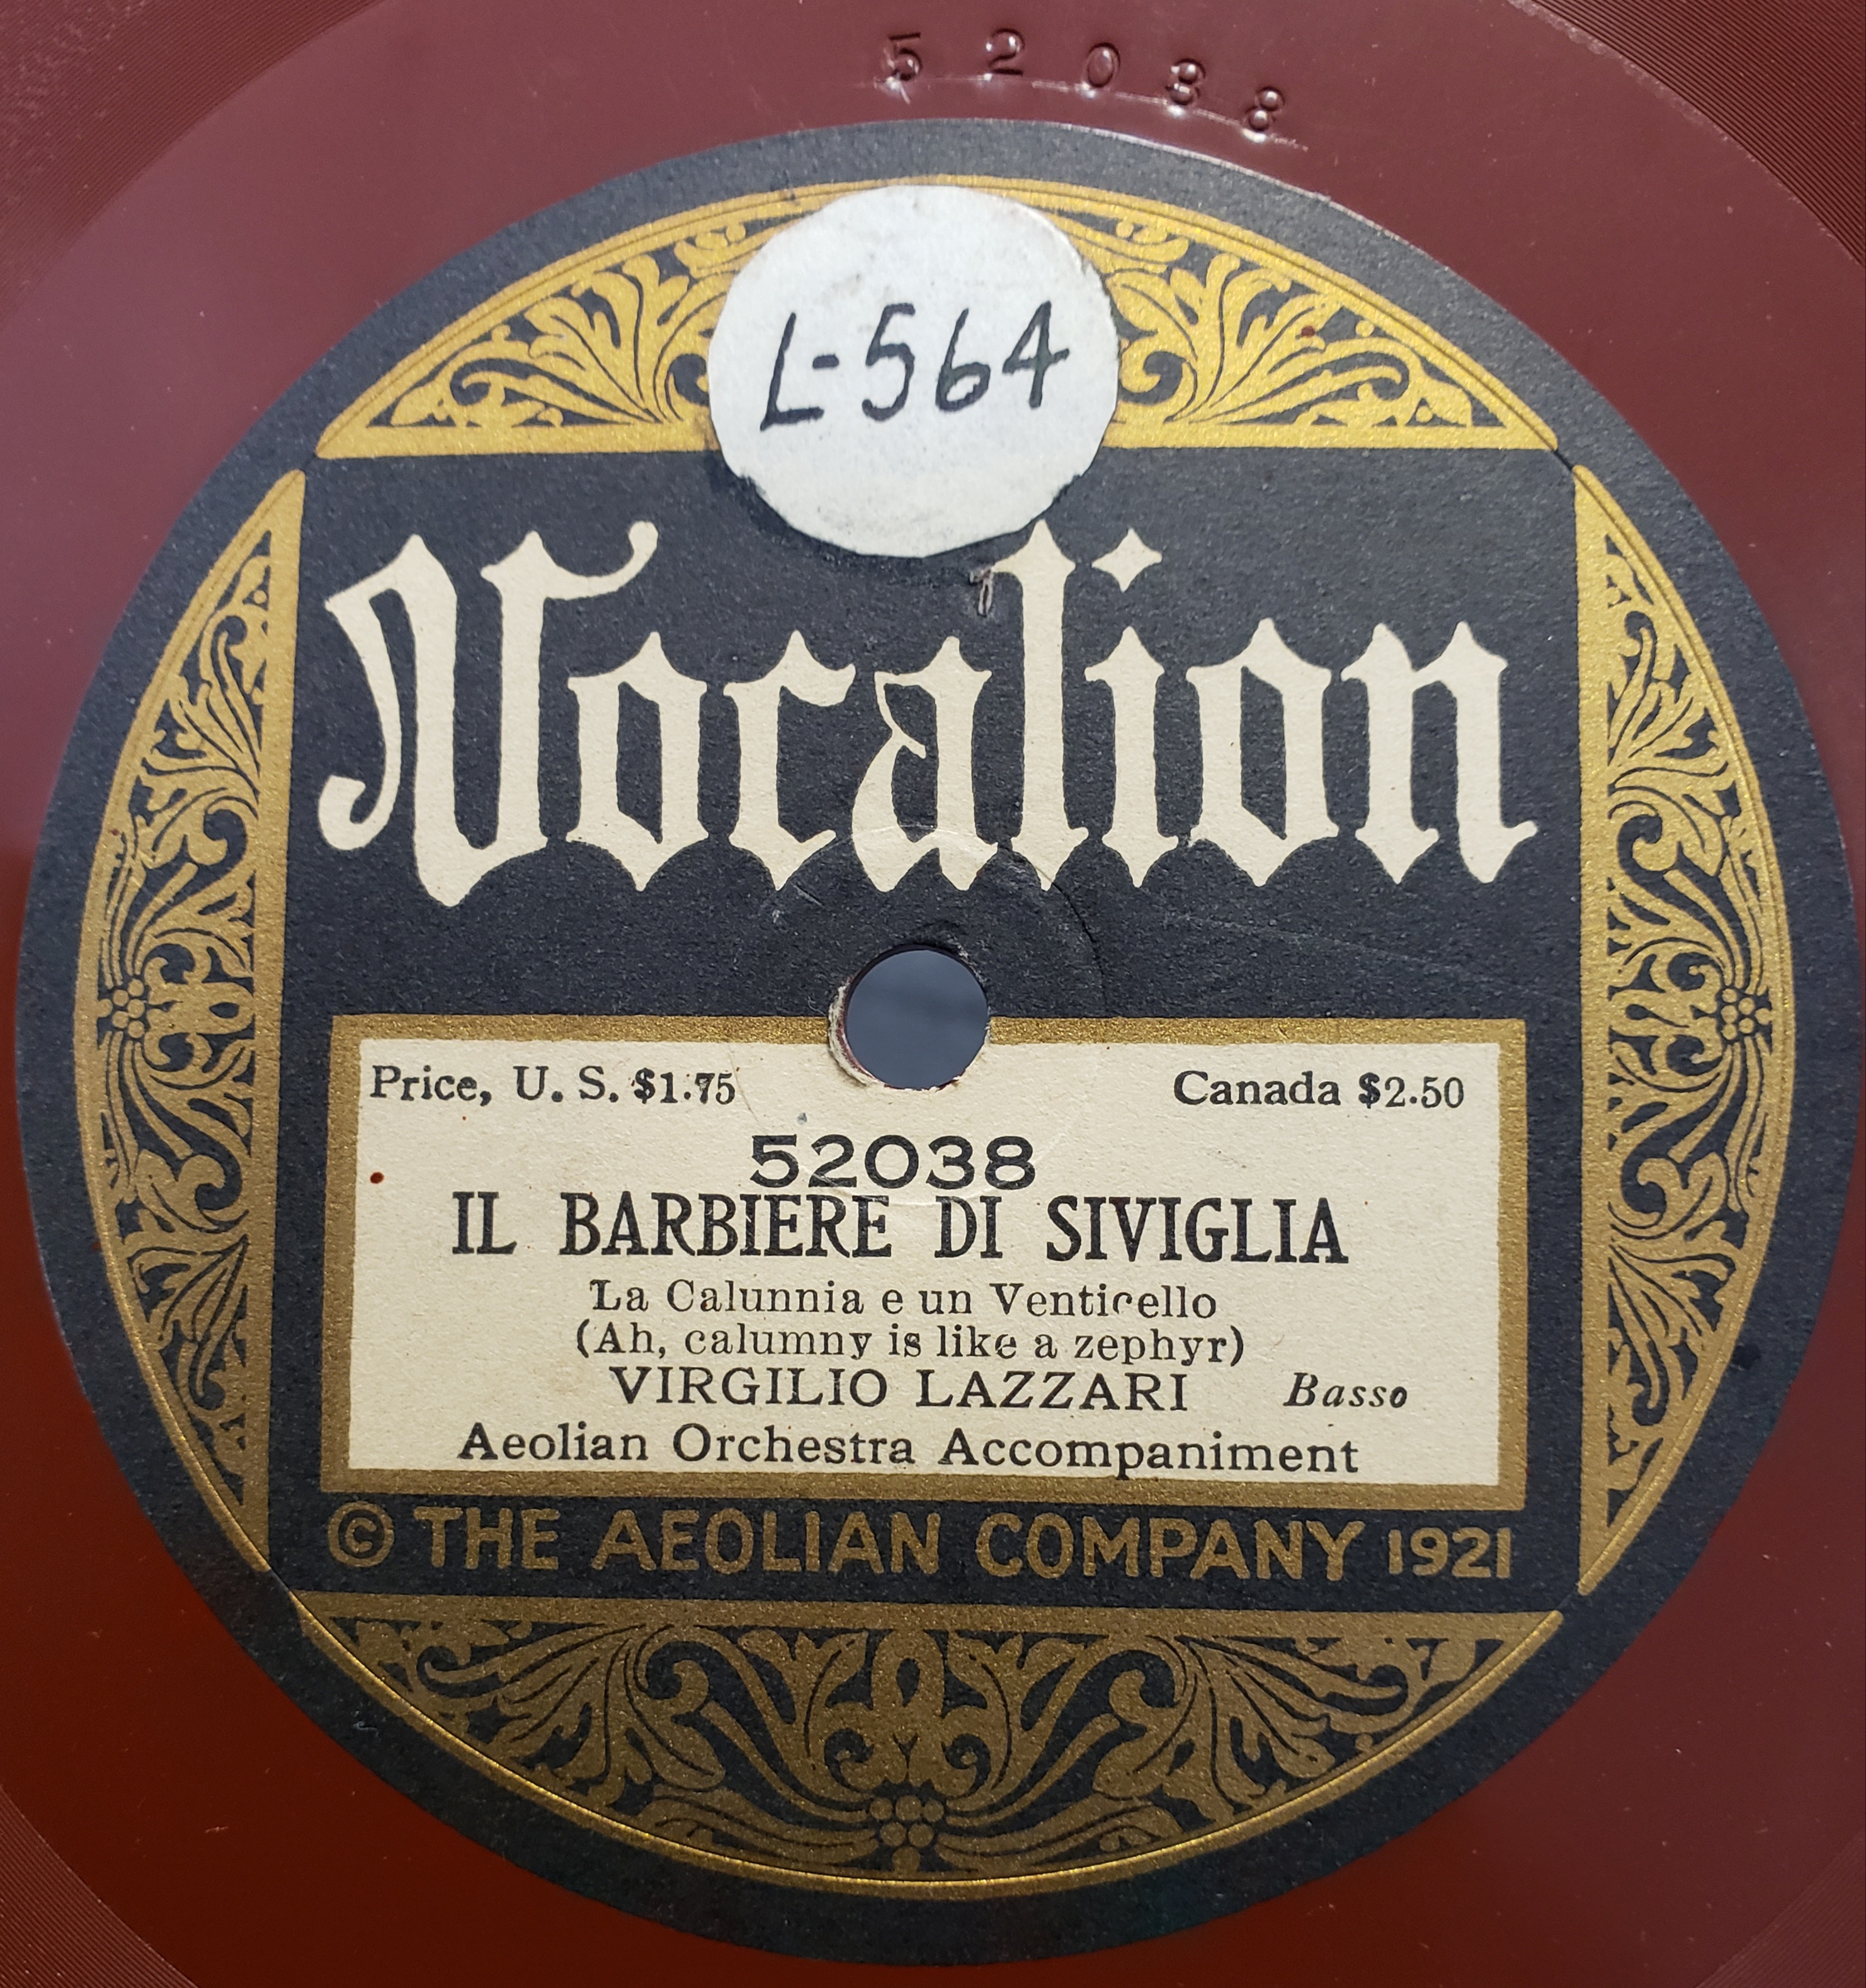 52038
L-564
Vocalion
Price, U. S. $1.75 Canada $2.50
52038
IL BARBIERE DI SIVIGLIA
La Calunnia e un Venticello
(Ah, calumny is like a zephyr)
VIRGILIO LAZZARI Basso
Aeolian Orchestra Accompaniment
© THE AEOLIAN COMPANY 1921